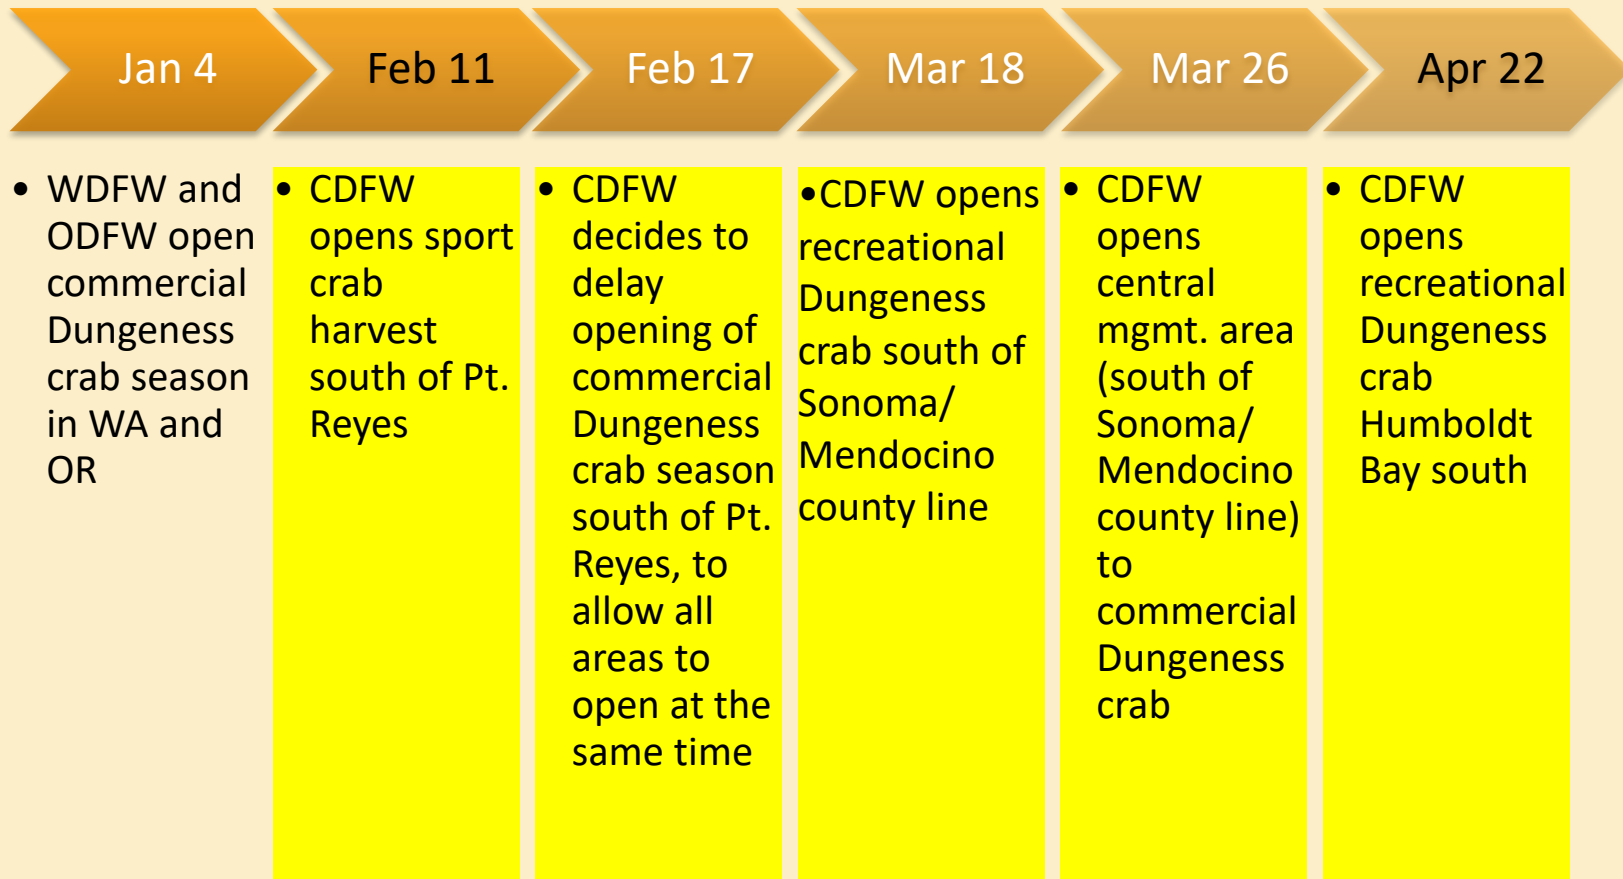 Jan 4
Feb 11
Feb 17
Mar 18
Mar 26
Apr 22
• WDFW and
ODFW open
commercial
Dungeness
crab season
in WA and
OR
• CDFW
opens sport
crab
harvest
south of Pt.
Reyes
• CDFW
decides to
delay
opening of
commercial
Dungeness
crab season
south of Pt.
Reyes, to
allow all
areas to
open at the
same time
•CDFW opens
recreational
Dungeness
crab south of
Sonoma/
Mendocino
county line
• CDFW
opens
central
mgmt. area
(south of
Sonoma/
Mendocino
county line)
to
commercial
Dungeness
crab
• CDFW
opens
recreational
Dungeness
crab
Humboldt
Bay south